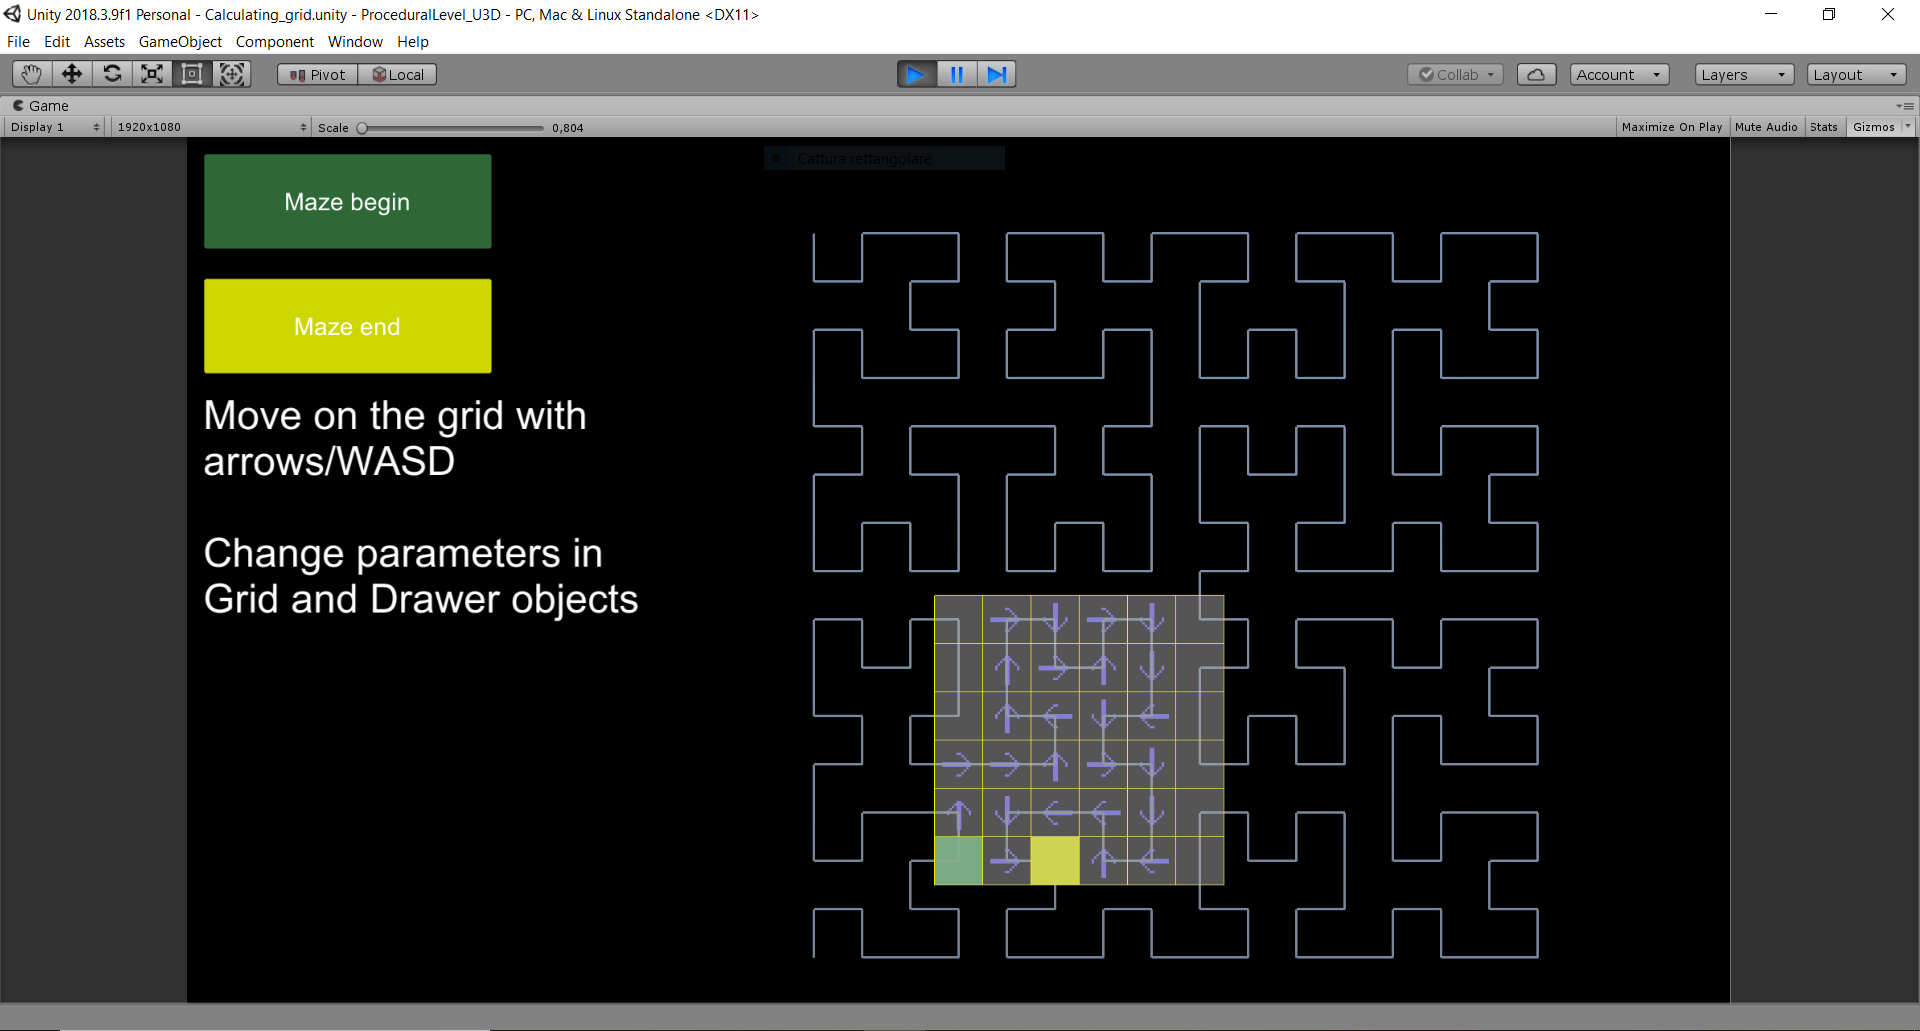 Unity 2018.3.9f1 Personal - Calculating_grid.unity - ProceduralLevel_U3D - PC, Mac & Linux Standalone <DX11>
File Edit Assets GameObject Component Window Help
Pivot Local Collab Account Layers Layout
Game
Display 1 1920x1080 Scale 0,804 Maximize On Play Mute Audio Stats Gizmos
Cattura rettangolare
Maze begin
Maze end
Move on the grid with
arrows/WASD
Change parameters in
Grid and Drawer objects